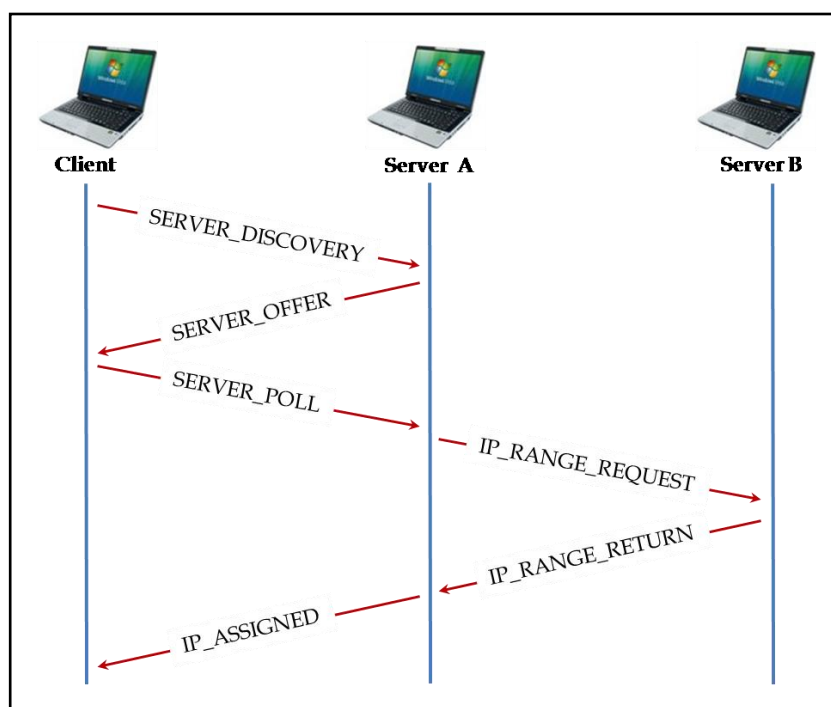 Client
Server A
Server B
SERVER_DISCOVERY
SERVER_OFFER
SERVER_POLL
IP_RANGE_REQUEST
IP_RANGE_RETURN
IP_ASSIGNED